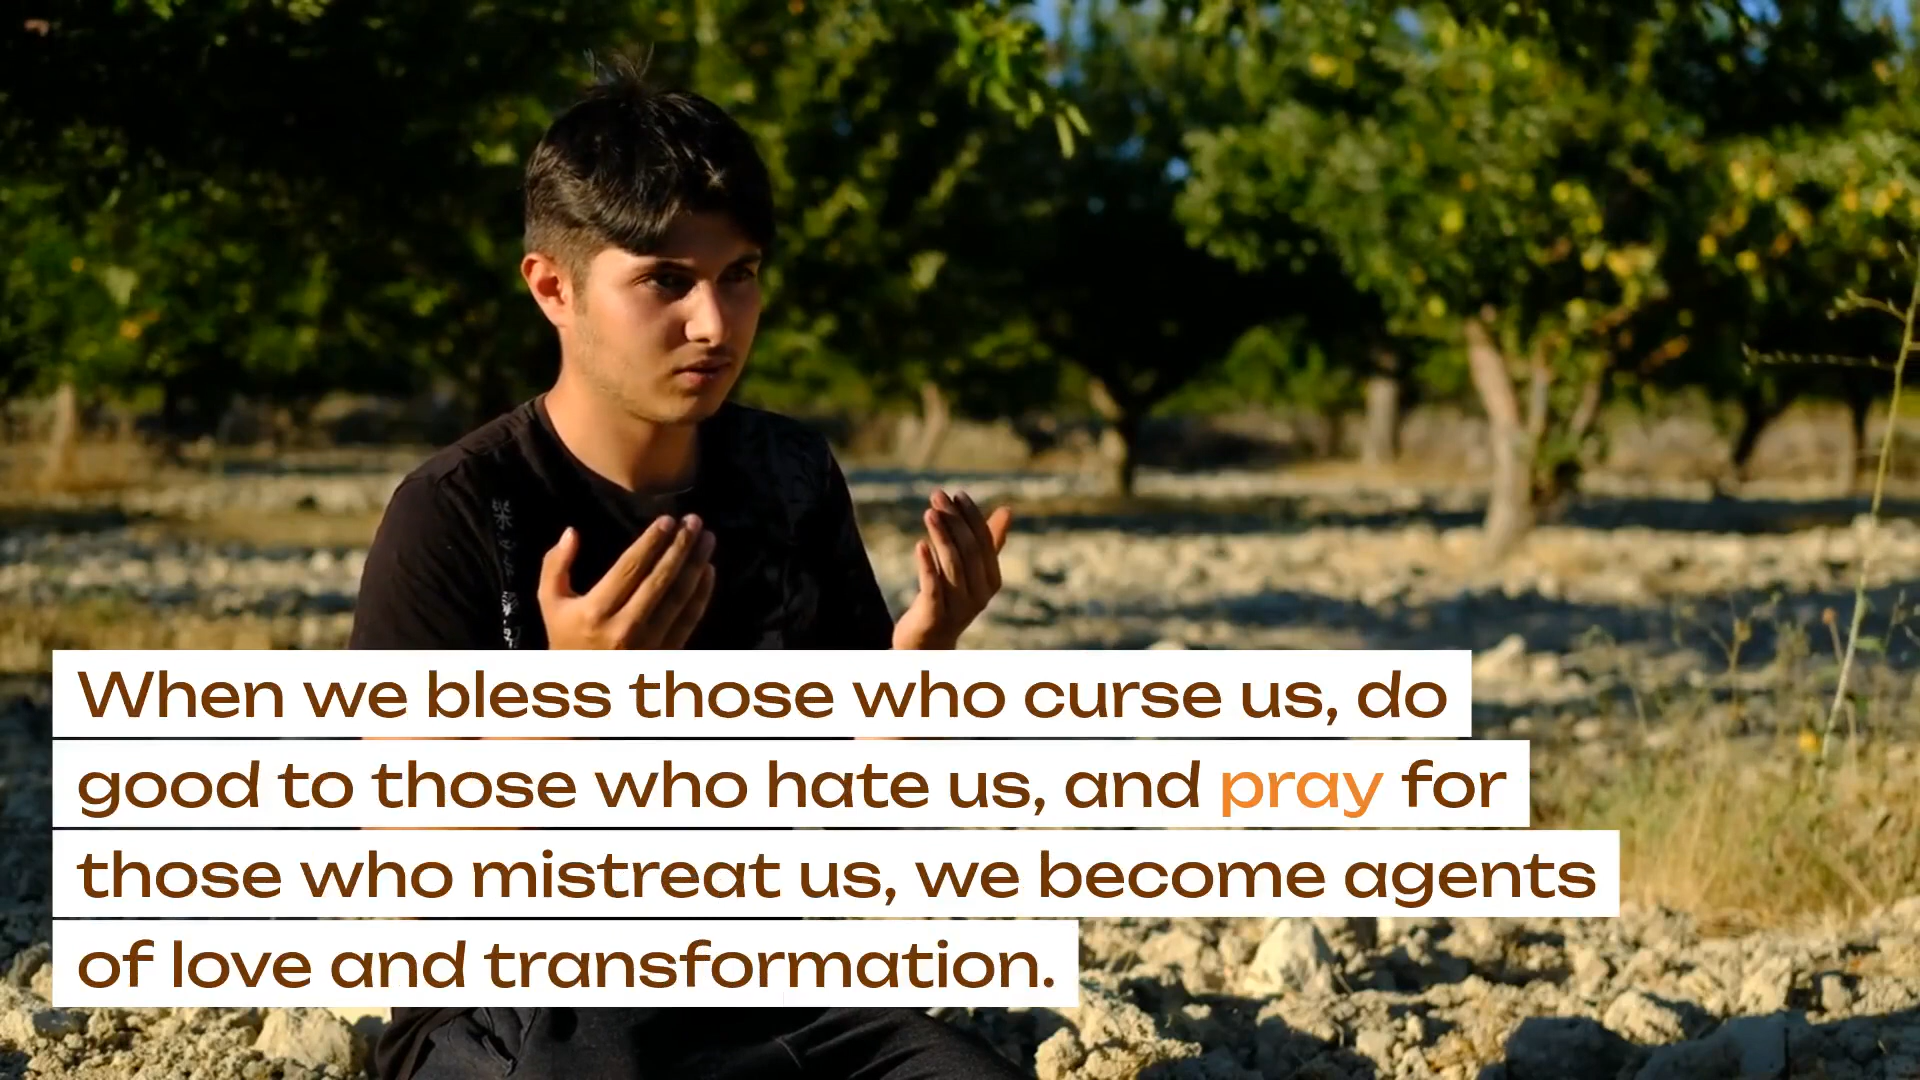 When we bless those who curse us, do
good to those who hate us, and pray for
those who mistreat us, we become agents
of love and transformation.